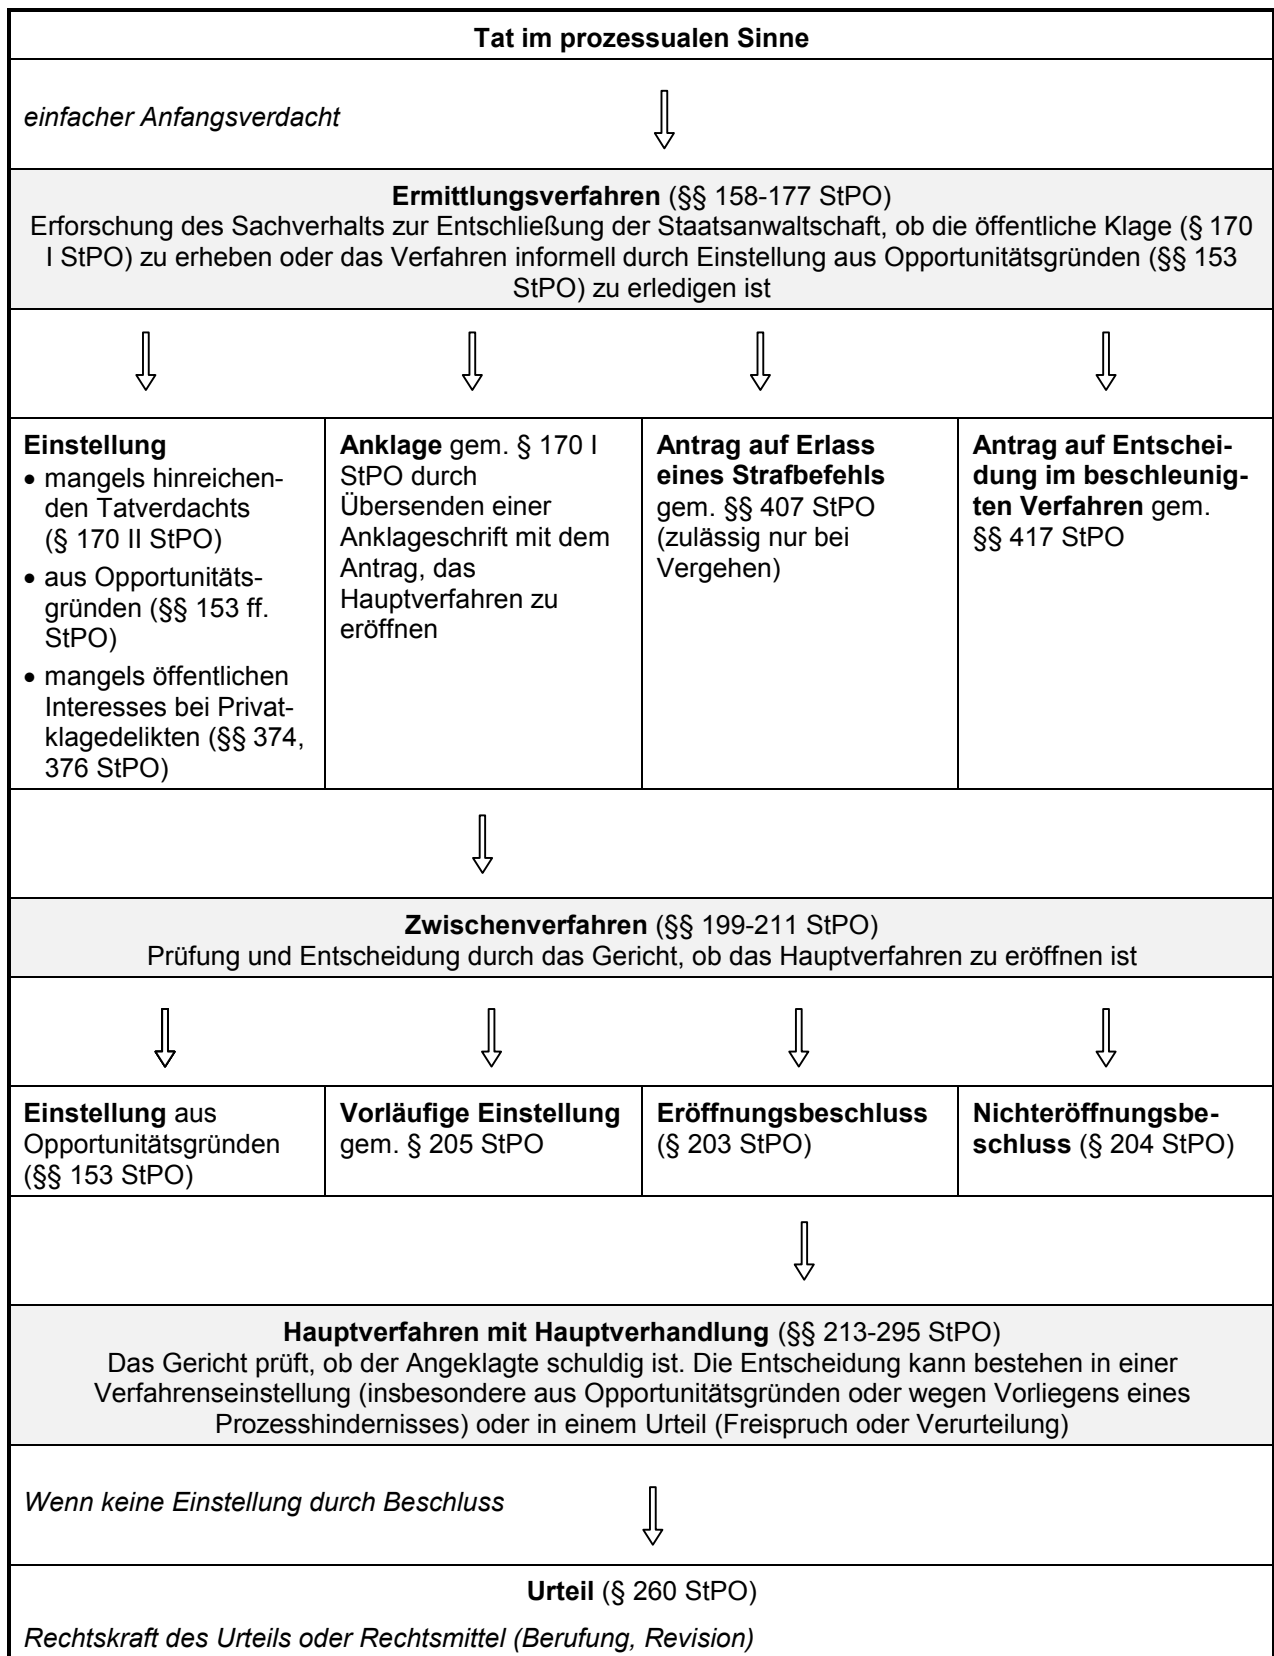 Tat im prozessualen Sinne
einfacher Anfangsverdacht
Ermittlungsverfahren (§§ 158-177 StPO)
Erforschung des Sachverhalts zur Entschließung der Staatsanwaltschaft, ob die öffentliche Klage (§ 170
I StPO) zu erheben oder das Verfahren informell durch Einstellung aus Opportunitätsgründen (§§ 153
StPO) zu erledigen ist
Einstellung
• mangels hinreichen-
den Tatverdachts
(§ 170 II StPO)
• aus Opportunitäts-
gründen (§§ 153 ff.
StPO)
• mangels öffentlichen
Interesses bei Privat-
klagedelikten (§§ 374,
376 StPO)
Anklage gem. § 170 I
StPO durch
Übersenden einer
Anklageschrift mit dem
Antrag, das
Hauptverfahren zu
eröffnen
Antrag auf Erlass
eines Strafbefehls
gem. §§ 407 StPO
(zulässig nur bei
Vergehen)
Antrag auf Entschei-
dung im beschleunig-
ten Verfahren gem.
§§ 417 StPO
Zwischenverfahren (§§ 199-211 StPO)
Prüfung und Entscheidung durch das Gericht, ob das Hauptverfahren zu eröffnen ist
Einstellung aus
Opportunitätsgründen
(§§ 153 StPO)
Vorläufige Einstellung
gem. § 205 StPO
Eröffnungsbeschluss
(§ 203 StPO)
Nichteröffnungsbe-
schluss (§ 204 StPO)
Hauptverfahren mit Hauptverhandlung (§§ 213-295 StPO)
Das Gericht prüft, ob der Angeklagte schuldig ist. Die Entscheidung kann bestehen in einer
Verfahrenseinstellung (insbesondere aus Opportunitätsgründen oder wegen Vorliegens eines
Prozesshindernisses) oder in einem Urteil (Freispruch oder Verurteilung)
Wenn keine Einstellung durch Beschluss
Urteil (§ 260 StPO)
Rechtskraft des Urteils oder Rechtsmittel (Berufung, Revision)